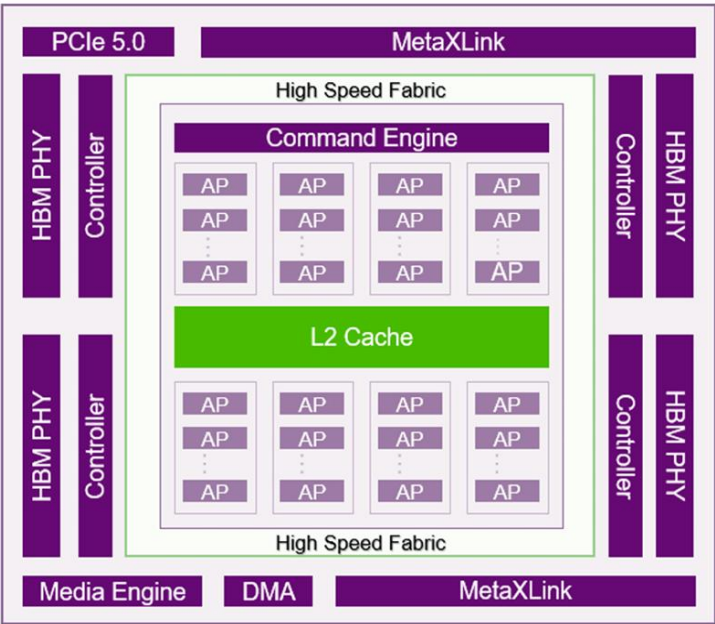 PCIe 5.0
MetaXLink
HBM PHY
Controller
High Speed Fabric
Controller
HBM PHY
Command Engine
AP AP AP AP
AP AP AP AP
AP AP AP AP
L2 Cache
HBM PHY
Controller
Controller
HBM PHY
AP AP AP AP
AP AP AP AP
AP AP AP AP
High Speed Fabric
Media Engine
DMA
MetaXLink